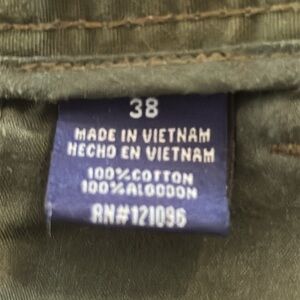 38
MADE IN VIETNAM
HECHO EN VIETNAM
100%COTTON
100%ALGODON
RN#121096